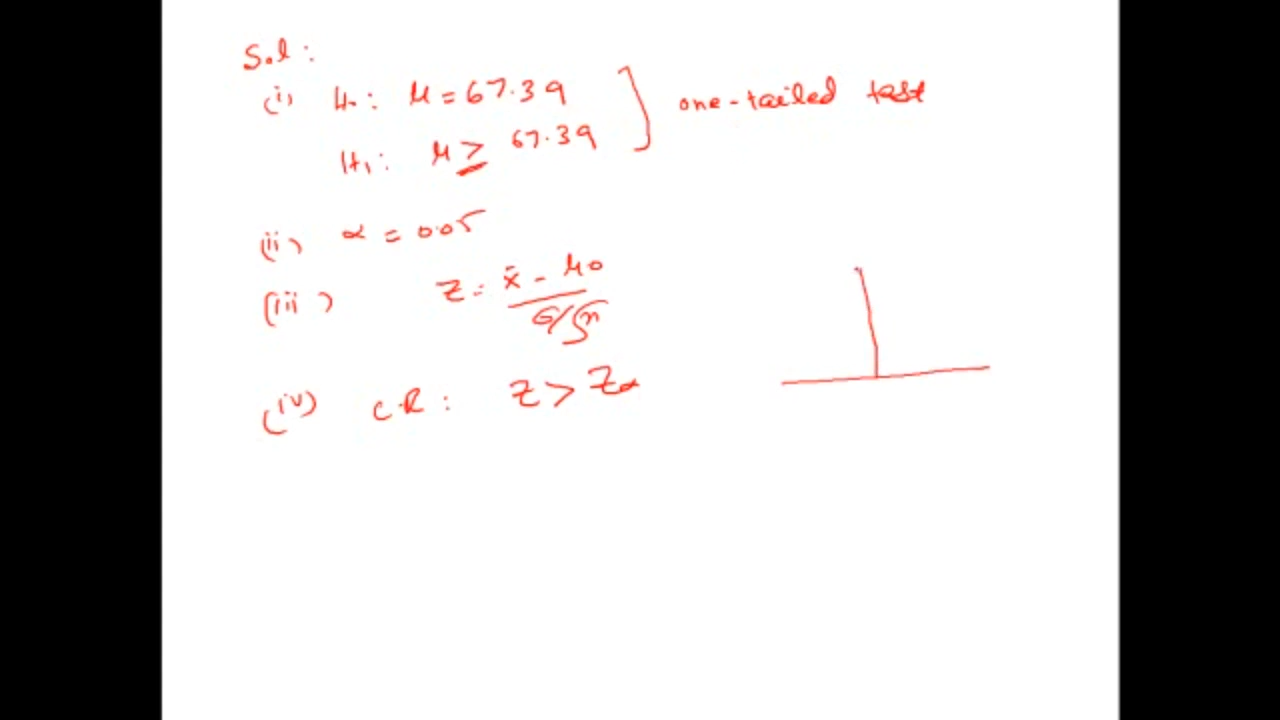 Sol:
(i) H₀: μ = 67.39
H₁: μ > 67.39
one-tailed test
(ii) α = 0.05
(iii) Z = x̄ - μ₀ / σ/√n
(iv) C.R: Z > Zα